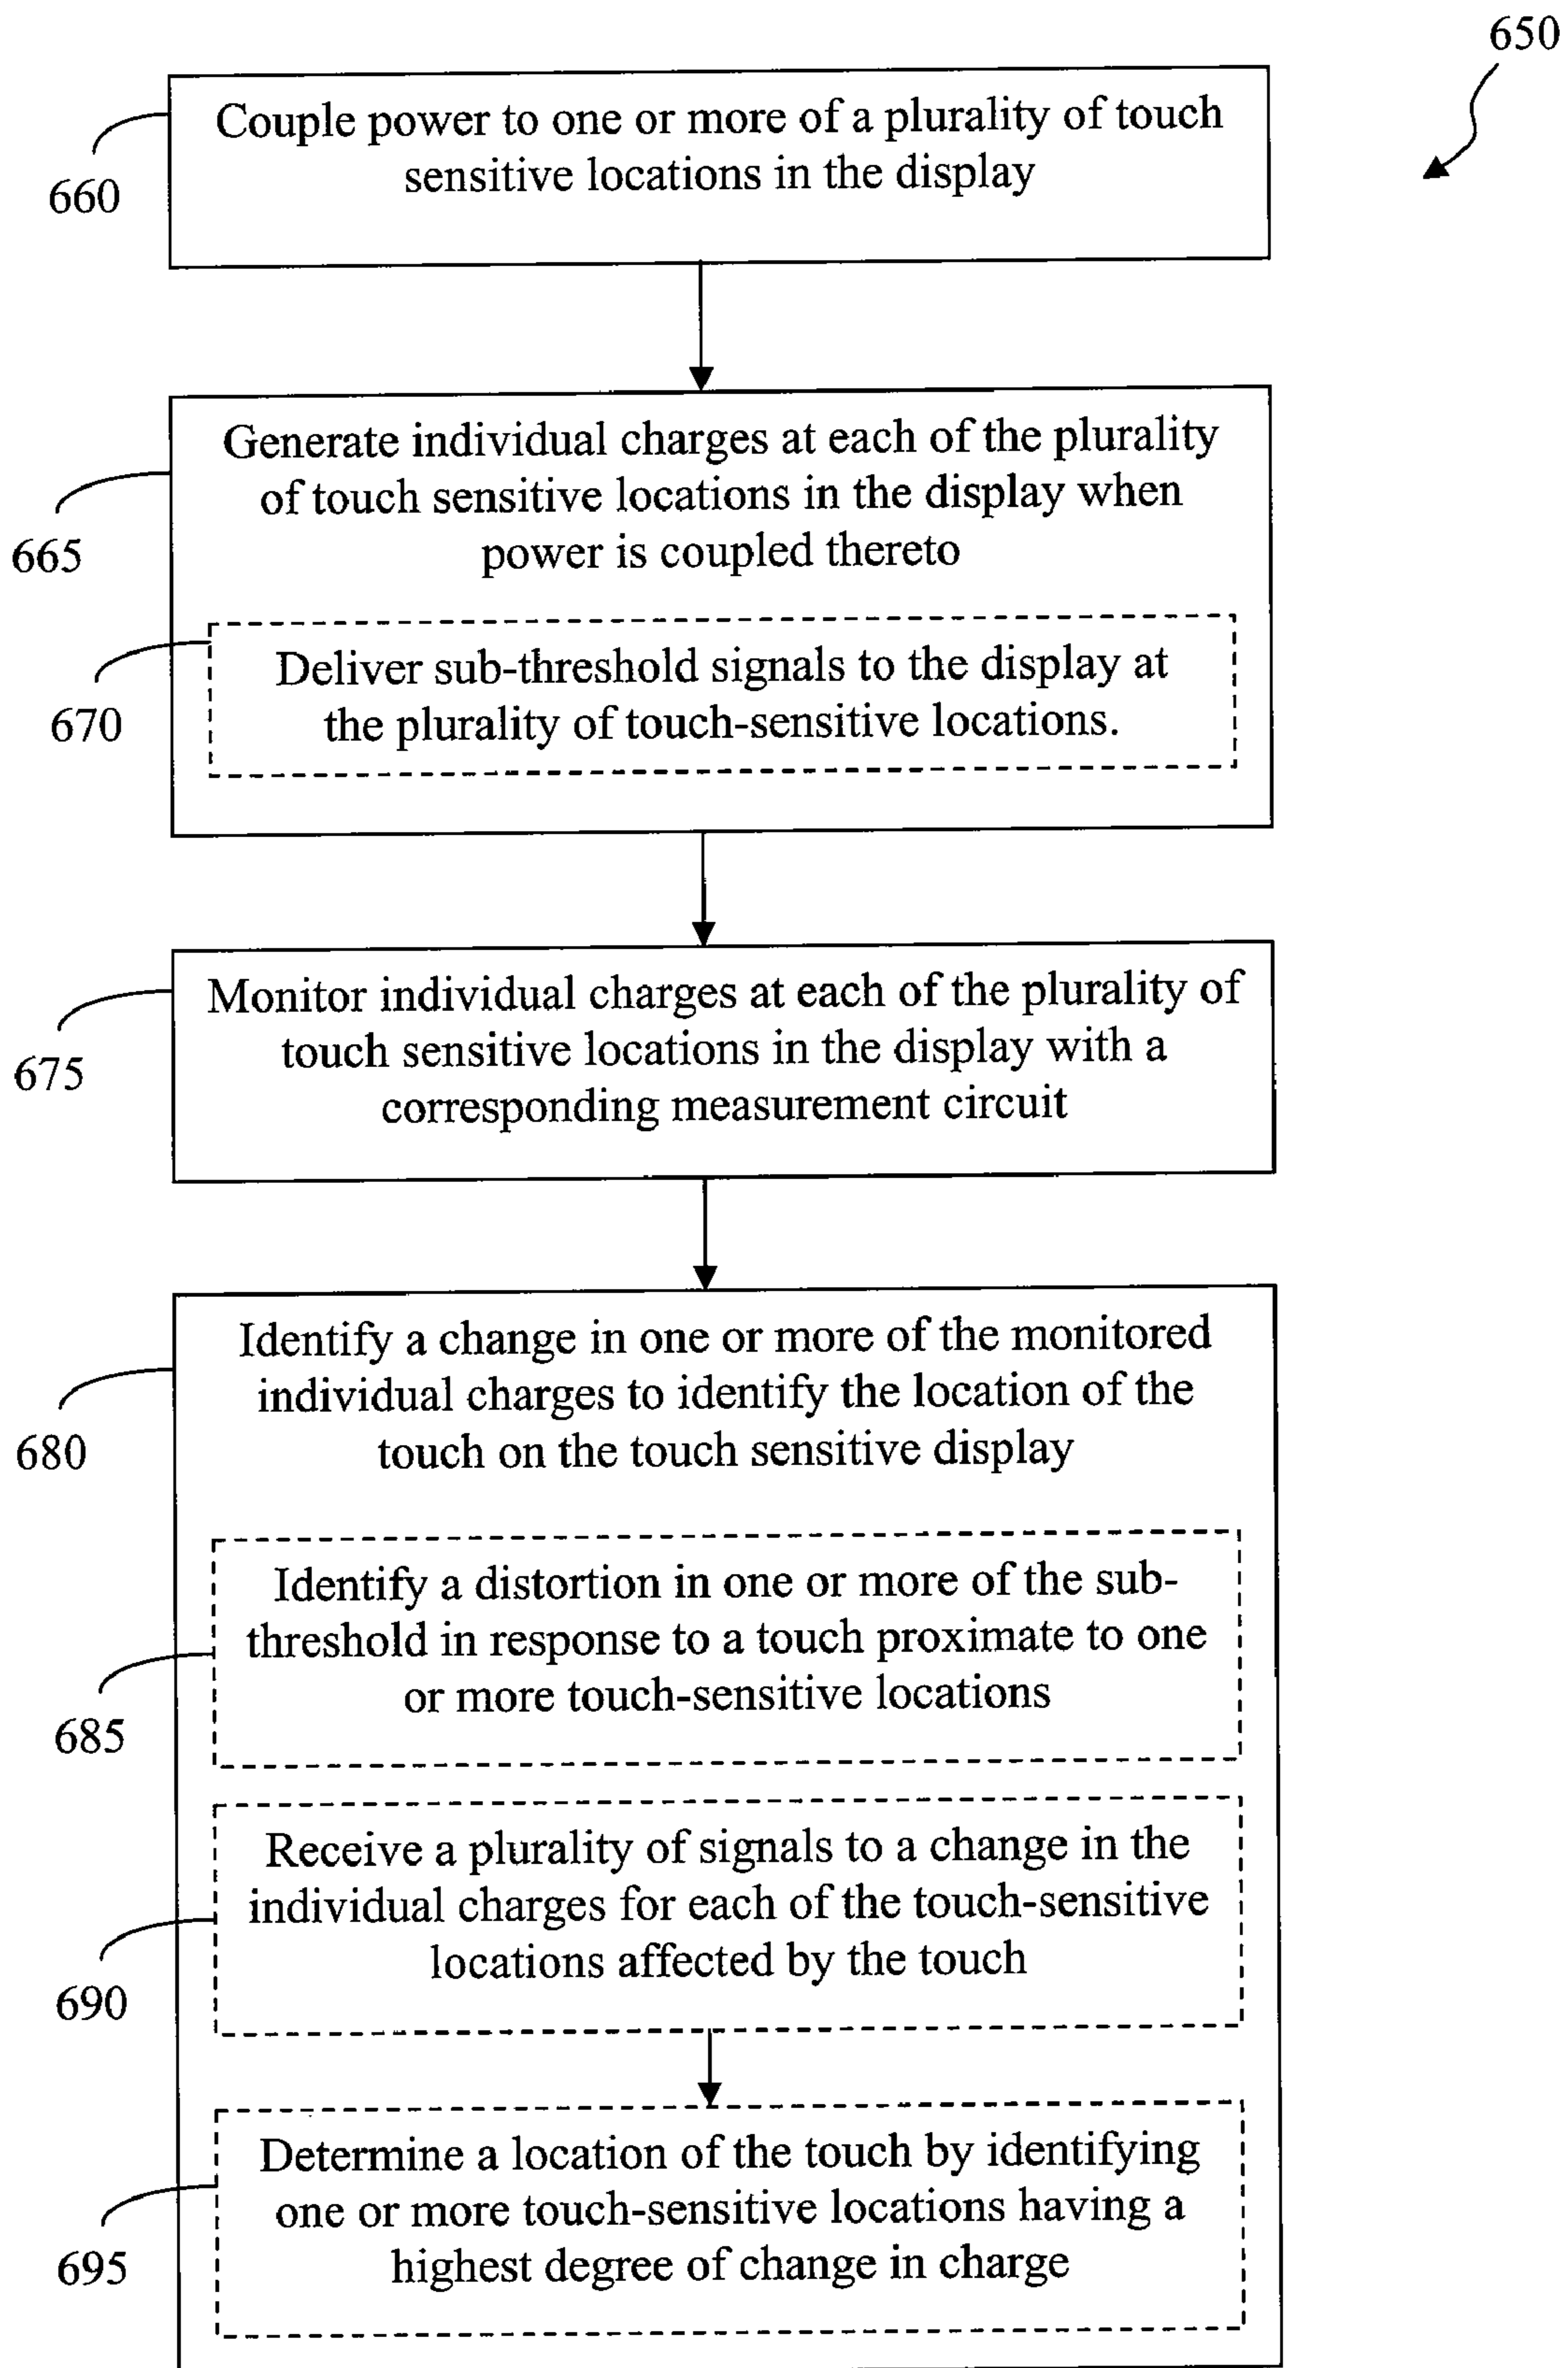 650
Couple power to one or more of a plurality of touch
sensitive locations in the display
660
Generate individual charges at each of the plurality
of touch sensitive locations in the display when
power is coupled thereto
665
Deliver sub-threshold signals to the display at
the plurality of touch-sensitive locations.
670
Monitor individual charges at each of the plurality of
touch sensitive locations in the display with a
corresponding measurement circuit
675
Identify a change in one or more of the monitored
individual charges to identify the location of the
touch on the touch sensitive display
680
Identify a distortion in one or more of the sub-
threshold in response to a touch proximate to one
or more touch-sensitive locations
685
Receive a plurality of signals to a change in the
individual charges for each of the touch-sensitive
locations affected by the touch
690
Determine a location of the touch by identifying
one or more touch-sensitive locations having a
highest degree of change in charge
695